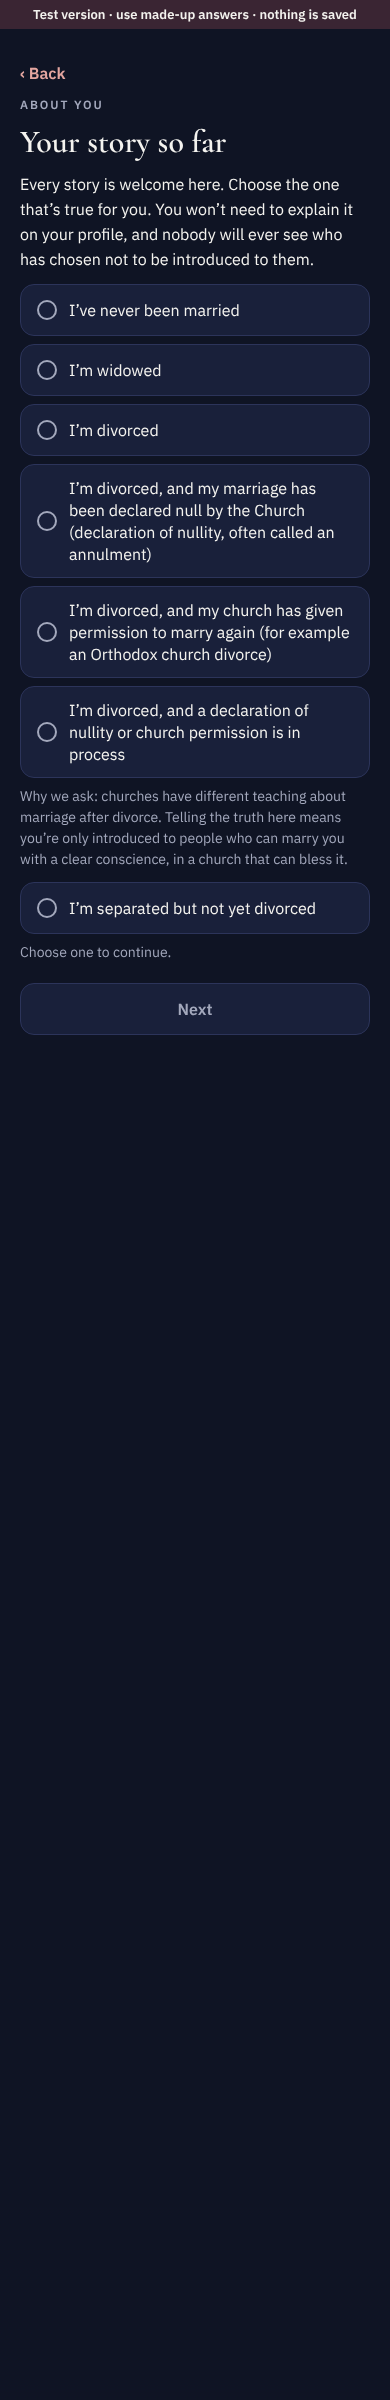 Test version · use made-up answers · nothing is saved
‹ Back
ABOUT YOU
Your story so far
Every story is welcome here. Choose the one
that’s true for you. You won’t need to explain it
on your profile, and nobody will ever see who
has chosen not to be introduced to them.
I’ve never been married
I’m widowed
I’m divorced
I’m divorced, and my marriage has
been declared null by the Church
(declaration of nullity, often called an
annulment)
I’m divorced, and my church has given
permission to marry again (for example
an Orthodox church divorce)
I’m divorced, and a declaration of
nullity or church permission is in
process
Why we ask: churches have different teaching about
marriage after divorce. Telling the truth here means
you’re only introduced to people who can marry you
with a clear conscience, in a church that can bless it.
I’m separated but not yet divorced
Choose one to continue.
Next